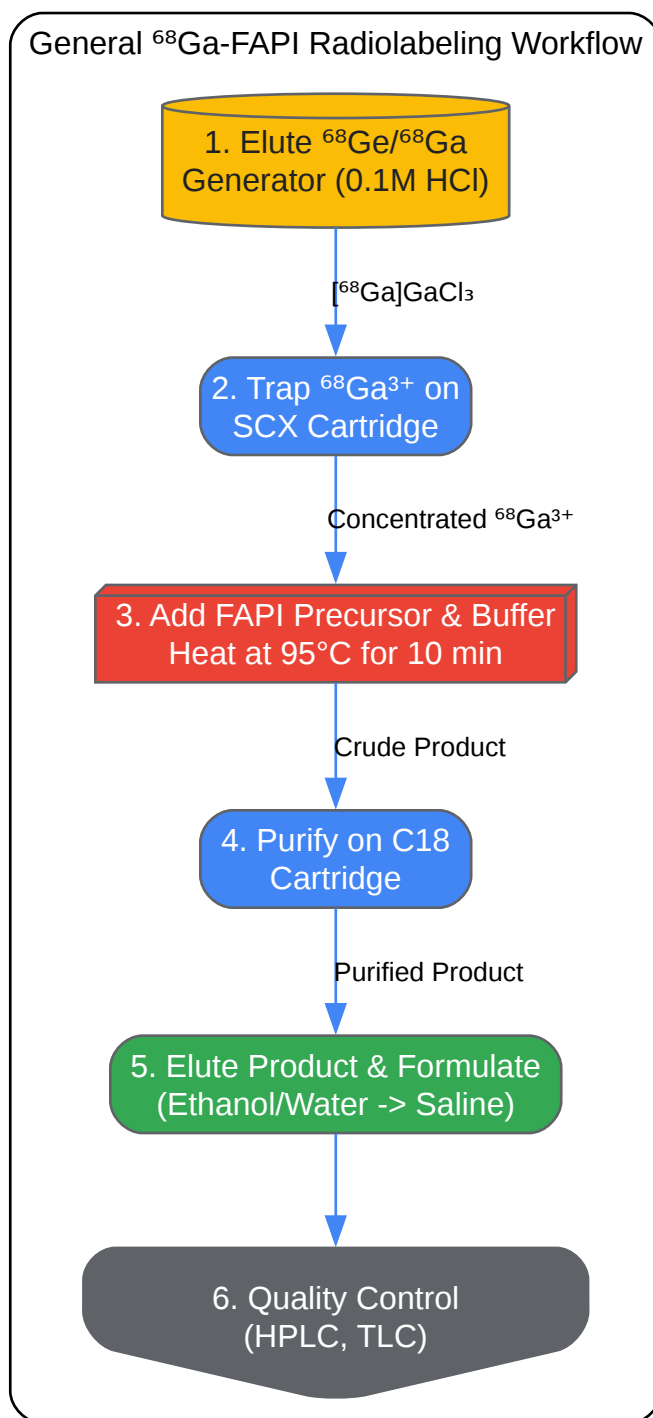 General ⁶⁸Ga-FAPI Radiolabeling Workflow
1. Elute ⁶⁸Ge/⁶⁸Ga
Generator (0.1M HCl)
[⁶⁸Ga]GaCl₃
2. Trap ⁶⁸Ga³⁺ on
SCX Cartridge
Concentrated ⁶⁸Ga³⁺
3. Add FAPI Precursor & Buffer
Heat at 95°C for 10 min
Crude Product
4. Purify on C18
Cartridge
Purified Product
5. Elute Product & Formulate
(Ethanol/Water -> Saline)
6. Quality Control
(HPLC, TLC)